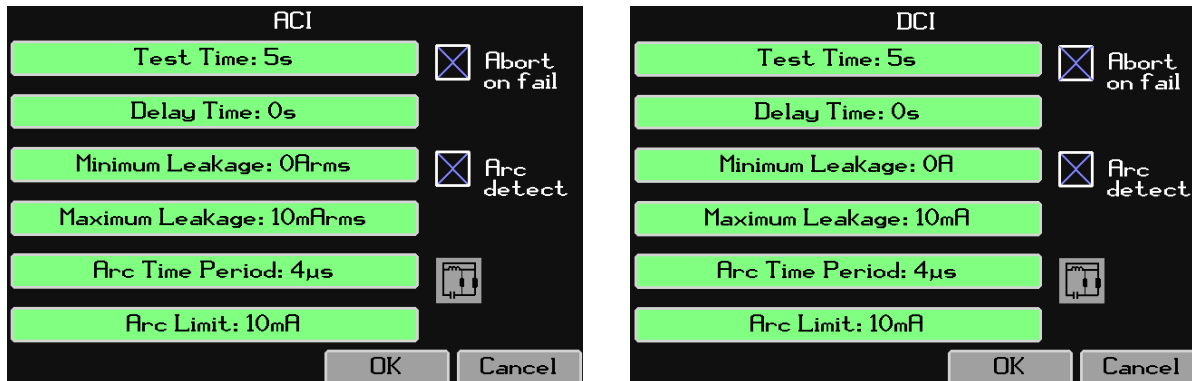 ACI
Test Time: 5s
Abort
on fail
Delay Time: 0s
Minimum Leakage: 0Arms
Arc
detect
Maximum Leakage: 10mArms
Arc Time Period: 4µs
Arc Limit: 10mA
OK
Cancel
DCI
Test Time: 5s
Abort
on fail
Delay Time: 0s
Minimum Leakage: 0A
Arc
detect
Maximum Leakage: 10mA
Arc Time Period: 4µs
Arc Limit: 10mA
OK
Cancel